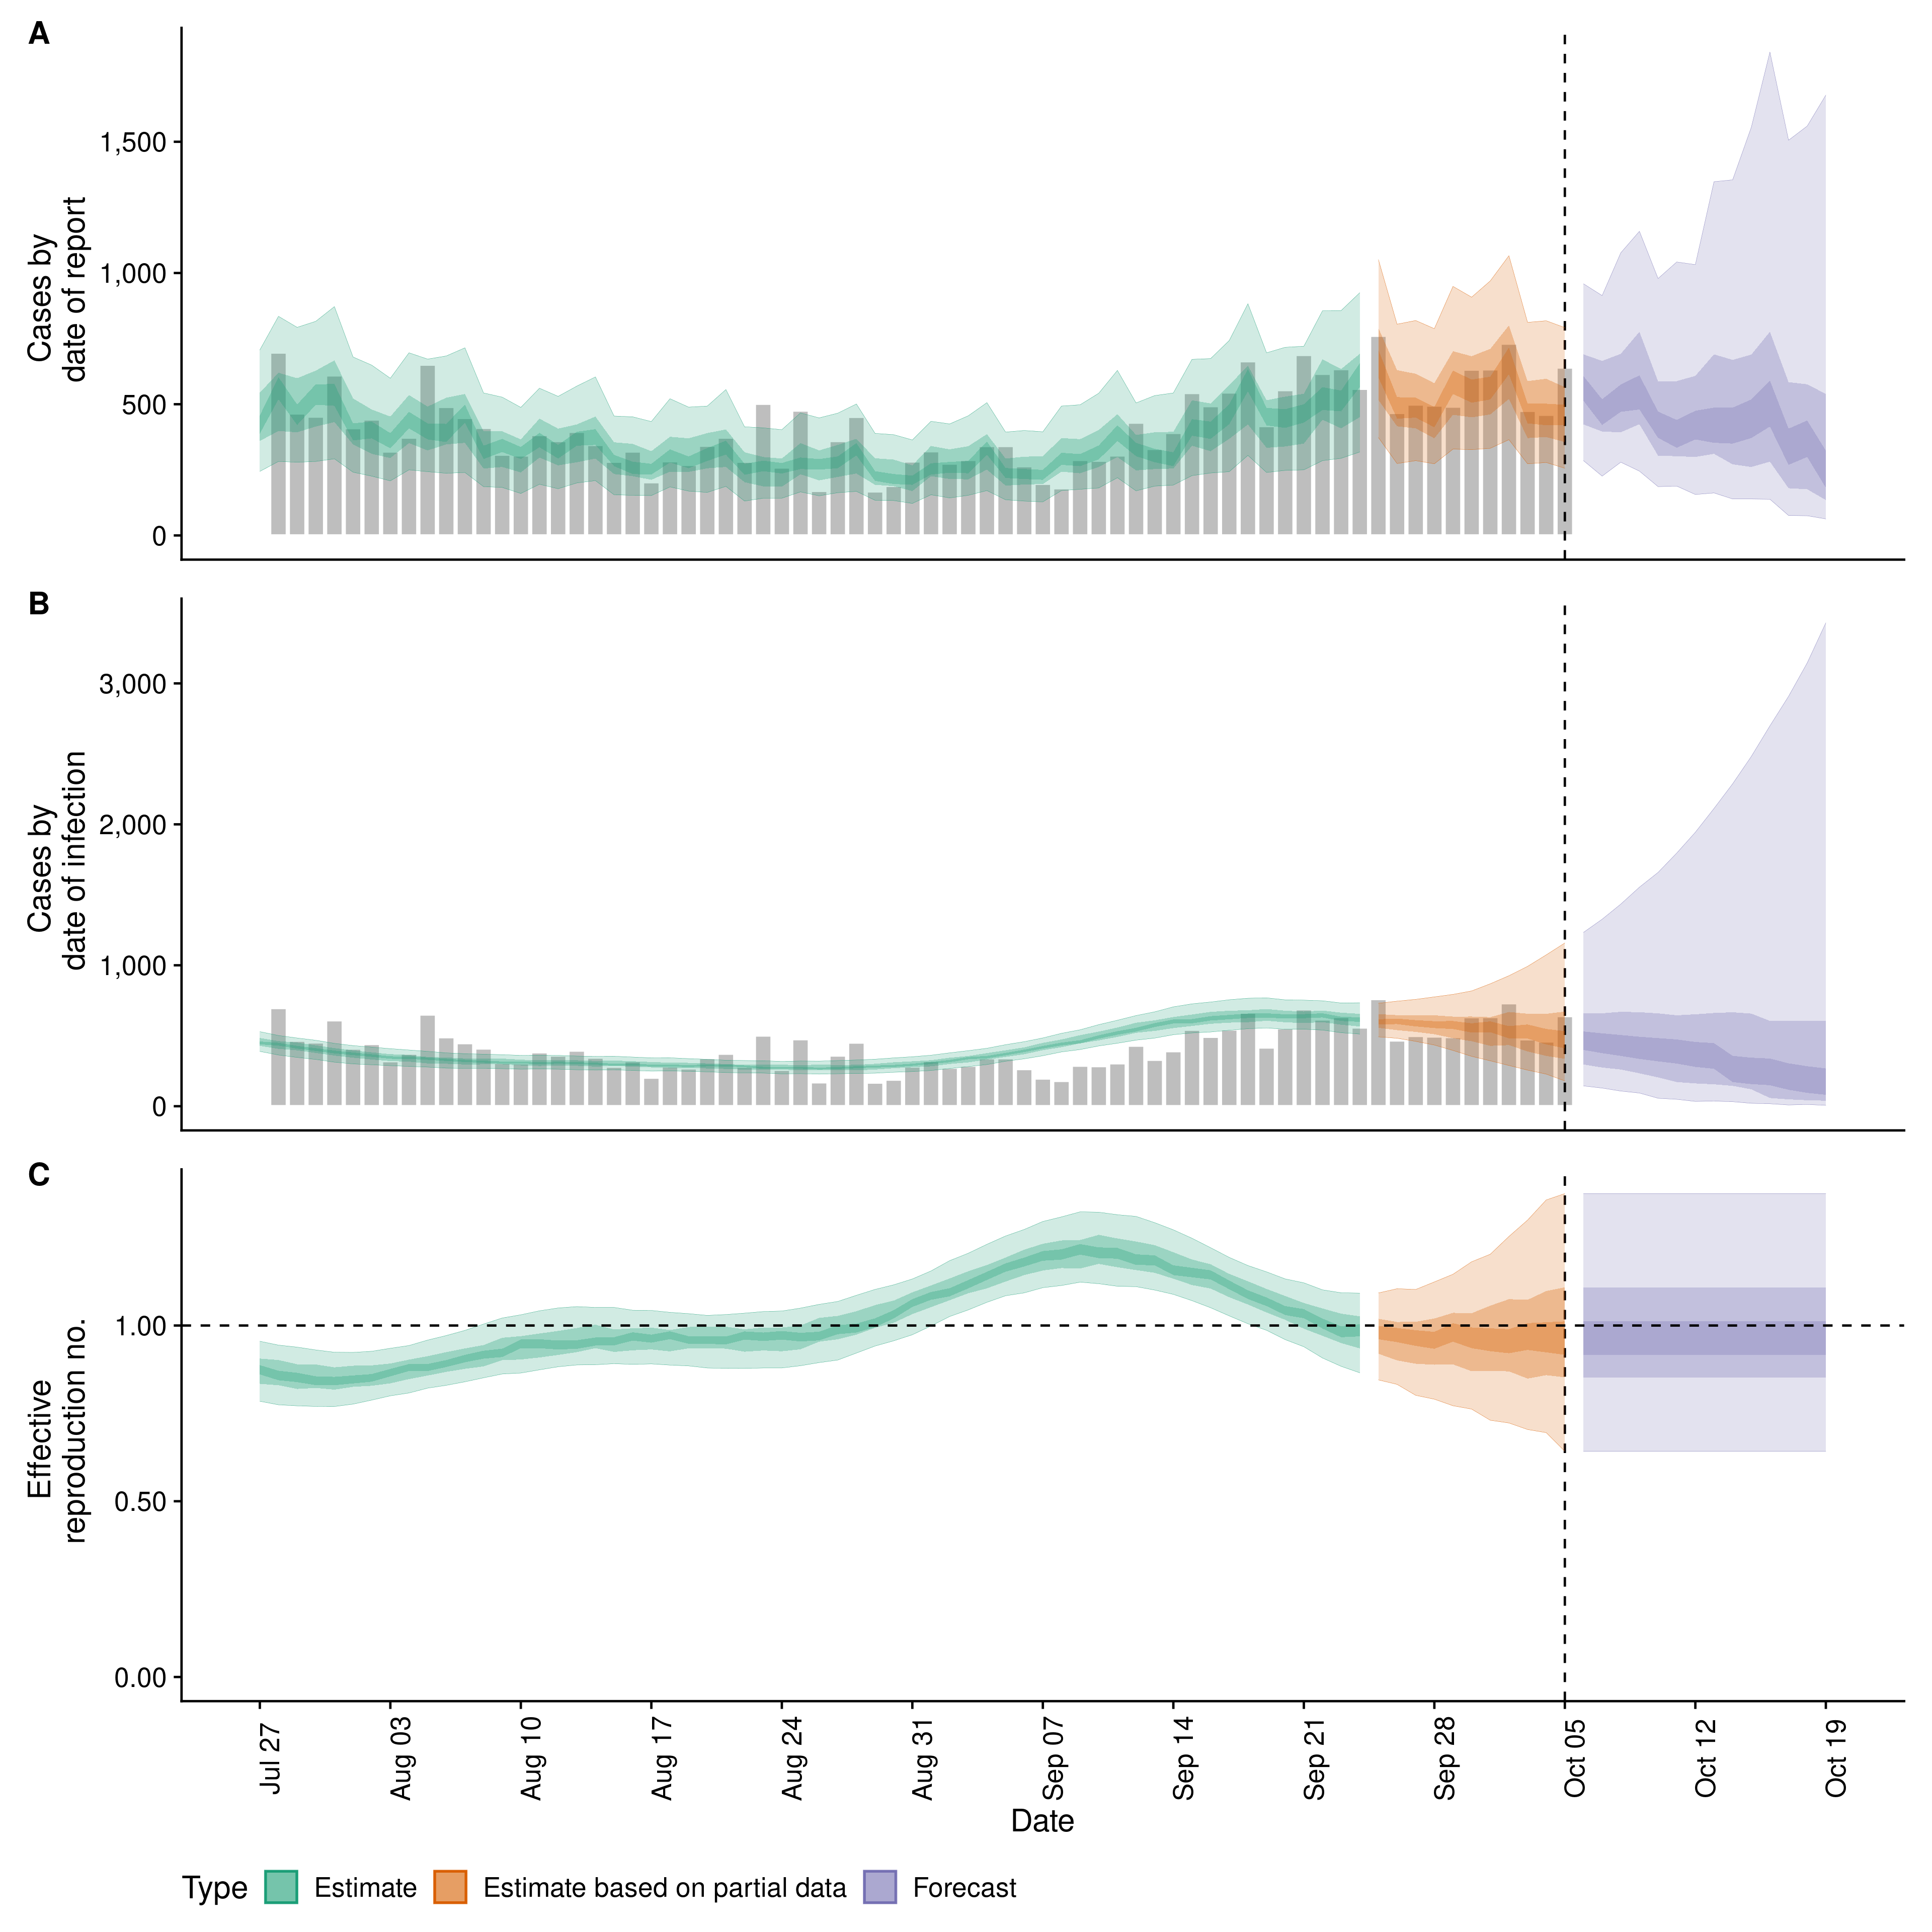 A
Cases by
date of report
1,500
1,000
500
0
B
Cases by
date of infection
3,000
2,000
1,000
0
C
Effective
reproduction no.
1.00
0.50
0.00
Jul 27
Aug 03
Aug 10
Aug 17
Aug 24
Aug 31
Sep 07
Sep 14
Sep 21
Sep 28
Oct 05
Oct 12
Oct 19
Date
Type Estimate Estimate based on partial data Forecast